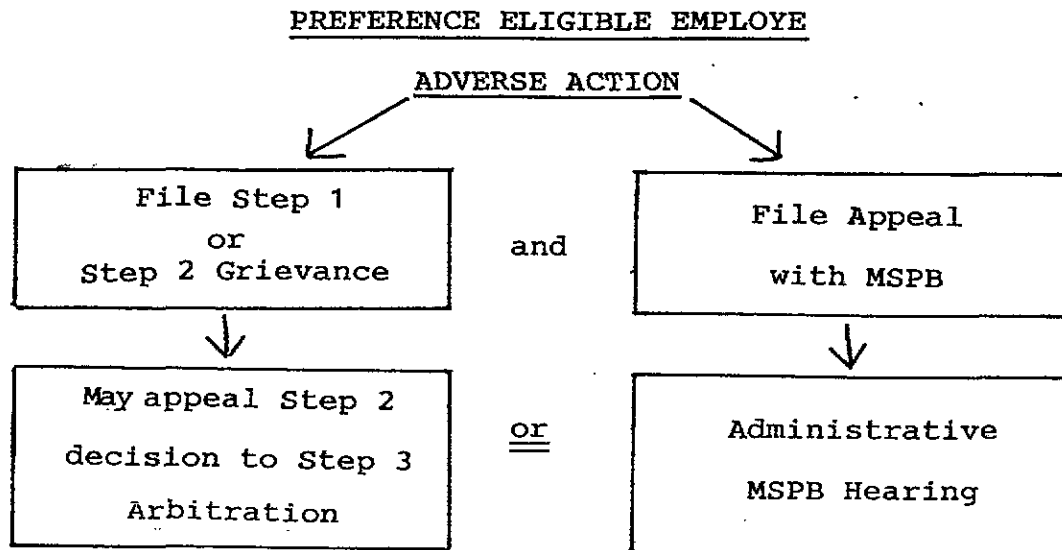 PREFERENCE ELIGIBLE EMPLOYE
ADVERSE ACTION
File Step 1
or
Step 2 Grievance
and
File Appeal
with MSPB
May appeal Step 2
decision to Step 3
Arbitration
or
Administrative
MSPB Hearing